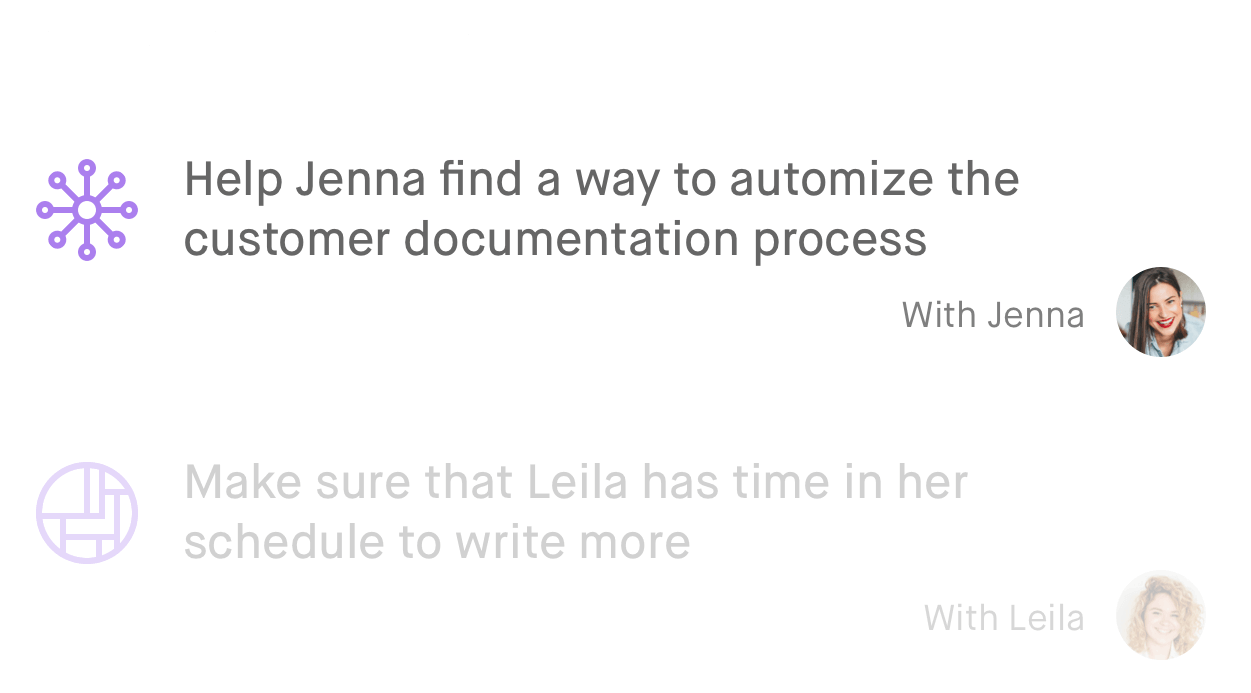 Help Jenna find a way to automize the
customer documentation process
With Jenna
Make sure that Leila has time in her
schedule to write more
With Leila